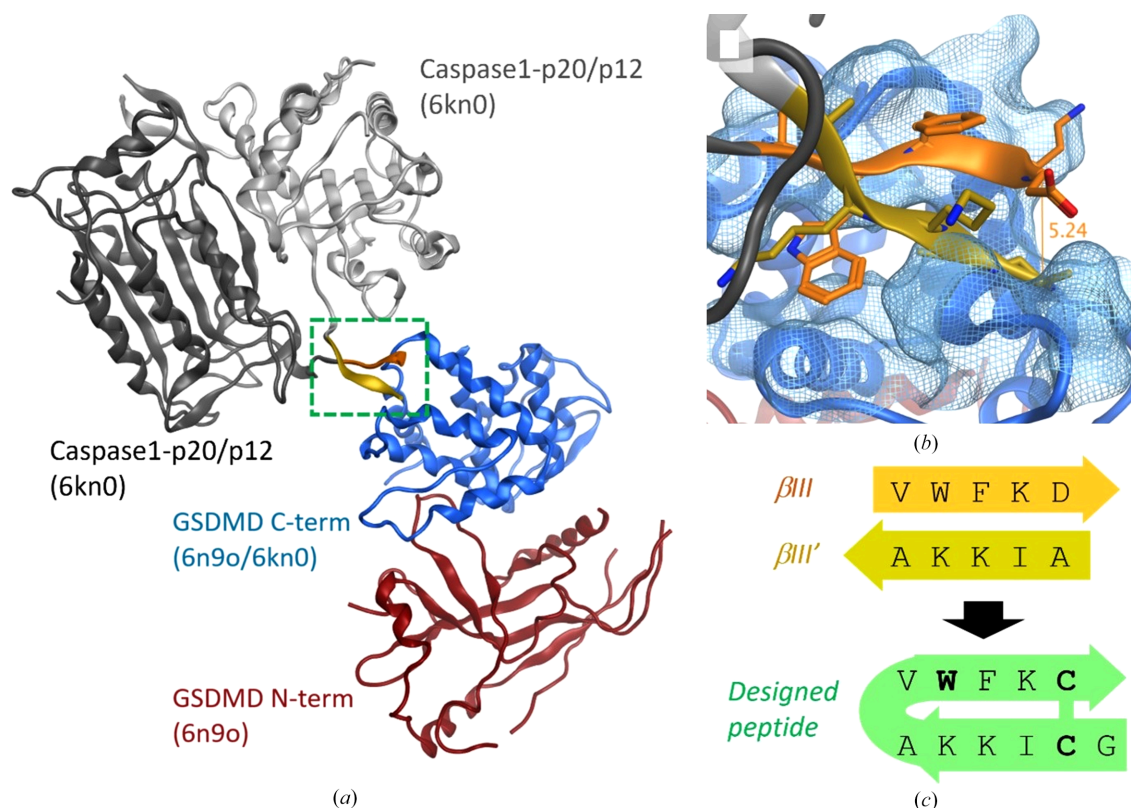 Caspase1-p20/p12
(6kn0)
Caspase1-p20/p12
(6kn0)
GSDMD C-term
(6n9o/6kn0)
GSDMD N-term
(6n9o)
(a)
5.24
(b)
βIII
V W F K D
βIII'
A K K I A
Designed
peptide
V W F K C
A K K I C G
(c)